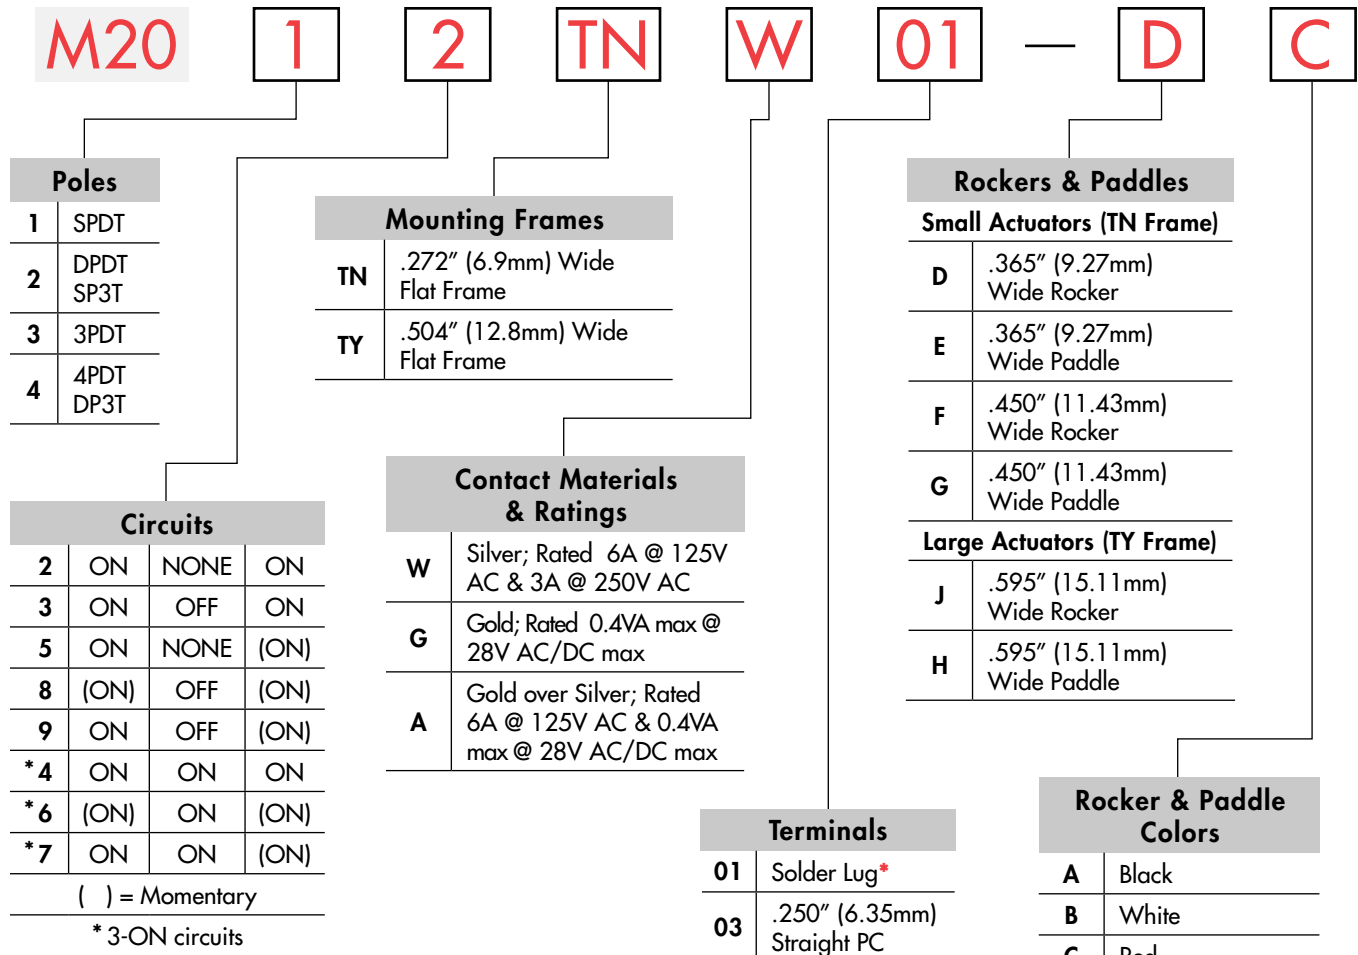 M20 1 2 TN W 01 — D C
Poles
1 SPDT
2 DPDT
SP3T
3 3PDT
4 4PDT
DP3T
Mounting Frames
TN .272" (6.9mm) Wide
Flat Frame
TY .504" (12.8mm) Wide
Flat Frame
Rockers & Paddles
Small Actuators (TN Frame)
D .365" (9.27mm)
Wide Rocker
E .365" (9.27mm)
Wide Paddle
F .450" (11.43mm)
Wide Rocker
G .450" (11.43mm)
Wide Paddle
Large Actuators (TY Frame)
J .595" (15.11mm)
Wide Rocker
H .595" (15.11mm)
Wide Paddle
Circuits
2 ON NONE ON
3 ON OFF ON
5 ON NONE (ON)
8 (ON) OFF (ON)
9 ON OFF (ON)
*4 ON ON ON
*6 (ON) ON (ON)
*7 ON ON (ON)
( ) = Momentary
* 3-ON circuits
Contact Materials
& Ratings
W Silver; Rated 6A @ 125V
AC & 3A @ 250V AC
G Gold; Rated 0.4VA max @
28V AC/DC max
A Gold over Silver; Rated
6A @ 125V AC & 0.4VA
max @ 28V AC/DC max
Terminals
01 Solder Lug*
03 .250" (6.35mm)
Straight PC
Rocker & Paddle
Colors
A Black
B White
C Red